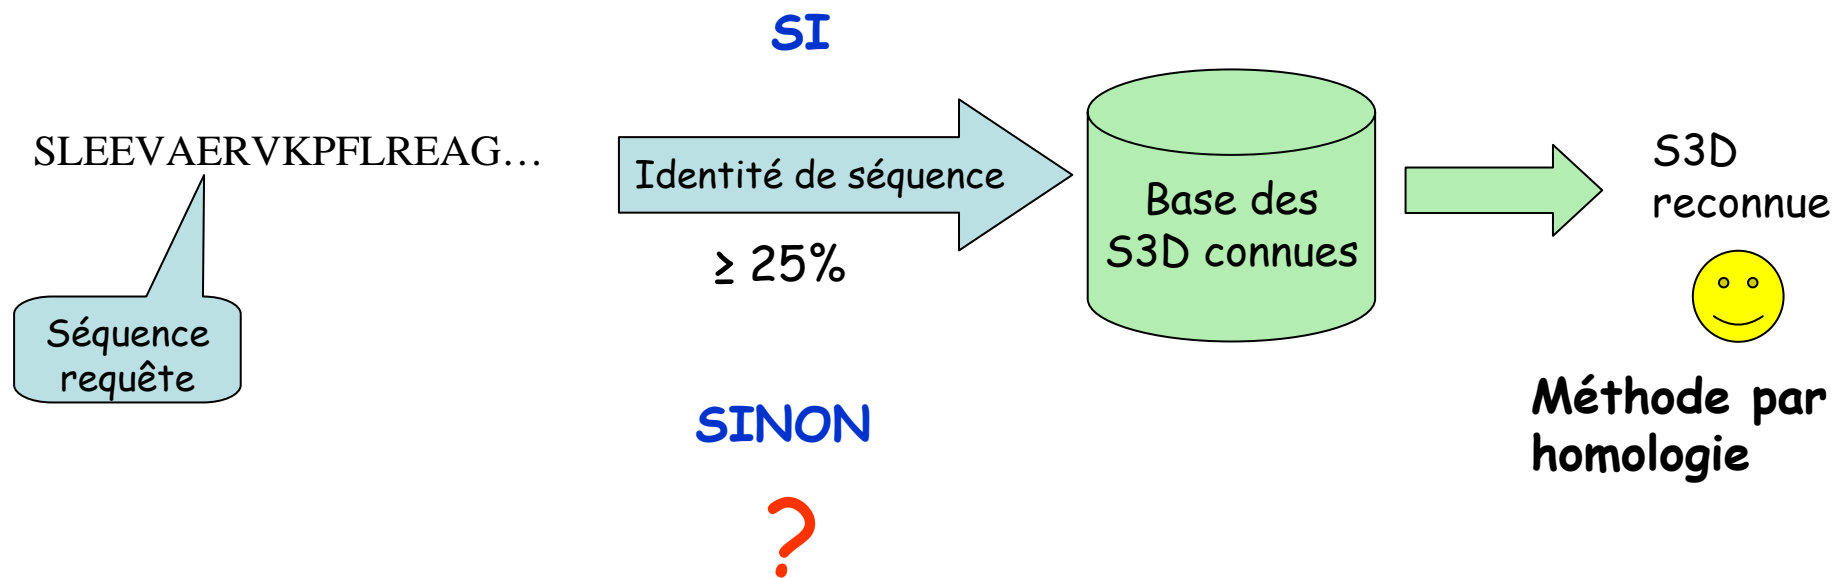 SI
SLEEVAERVKPFLREAG…
Identité de séquence
≥ 25%
Base des
S3D connues
S3D
reconnue
Séquence
requête
Méthode par
homologie
SINON
?